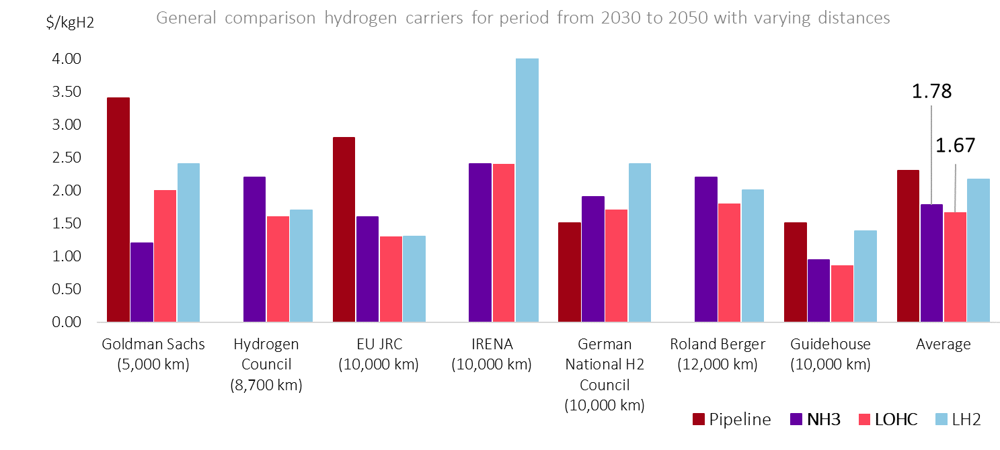 $/kgH2
General comparison hydrogen carriers for period from 2030 to 2050 with varying distances
4.00
3.50
3.00
2.50
2.00
1.50
1.00
0.50
0.00
1.78
1.67
Goldman Sachs
(5,000 km)
Hydrogen
Council
(8,700 km)
EU JRC
(10,000 km)
IRENA
(10,000 km)
German
National H2
Council
(10,000 km)
Roland Berger
(12,000 km)
Guidehouse
(10,000 km)
Average
Pipeline
NH3
LOHC
LH2